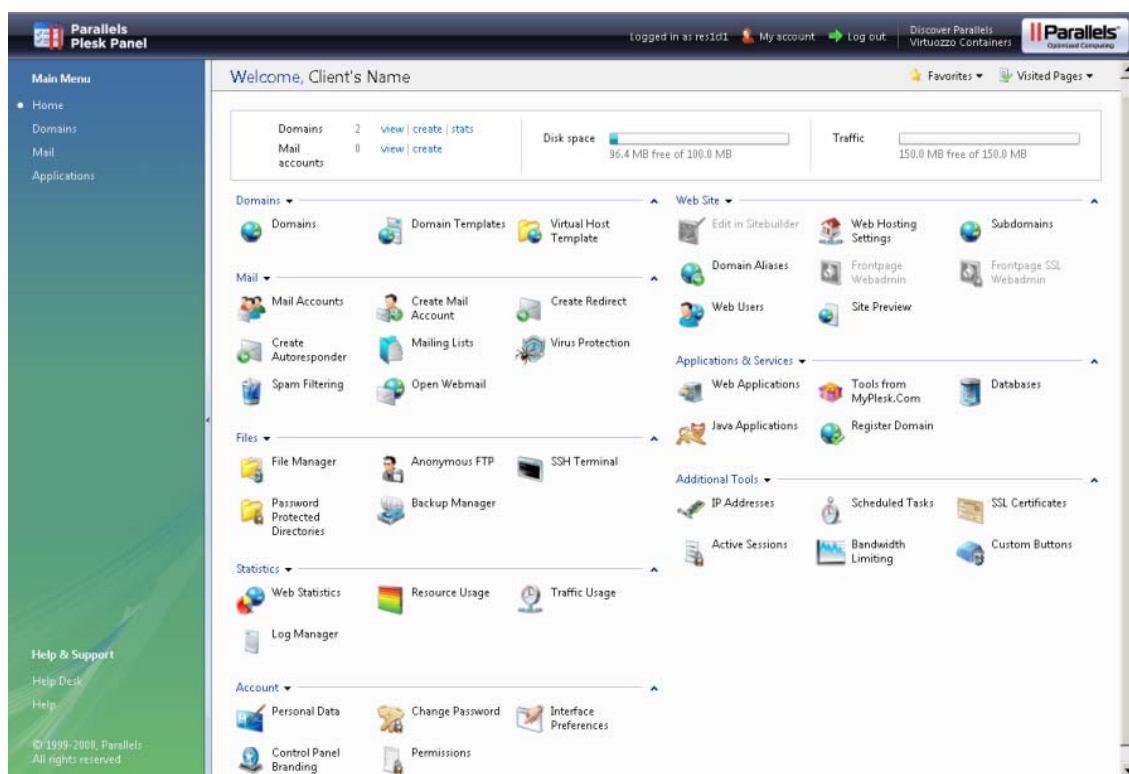 Parallels
Plesk Panel
Logged in as res1cl1 My account Log out
Discover Parallels
Virtuozzo Containers
Parallels
Optimized Computing
Main Menu
Home
Domains
Mail
Applications
Help & Support
Help Desk
Help
© 1999-2008, Parallels
All rights reserved
Welcome, Client's Name
Favorites Visited Pages
Domains 2 view | create | stats
Mail
accounts
0 view | create
Disk space
96.4 MB free of 100.0 MB
Traffic
150.0 MB free of 150.0 MB
Domains
Domains
Domain Templates
Virtual Host
Template
Mail
Mail Accounts
Create Mail
Account
Create Redirect
Create
Autoresponder
Mailing Lists
Virus Protection
Spam Filtering
Open Webmail
Files
File Manager
Anonymous FTP
SSH Terminal
Password
Protected
Directories
Backup Manager
Statistics
Web Statistics
Resource Usage
Traffic Usage
Log Manager
Account
Personal Data
Change Password
Interface
Preferences
Control Panel
Branding
Permissions
Web Site
Edit in Sitebuilder
Web Hosting
Settings
Subdomains
Domain Aliases
Frontpage
Webadmin
Frontpage SSL
Webadmin
Web Users
Site Preview
Applications & Services
Web Applications
Tools from
MyPlesk.Com
Databases
Java Applications
Register Domain
Additional Tools
IP Addresses
Scheduled Tasks
SSL Certificates
Active Sessions
Bandwidth
Limiting
Custom Buttons